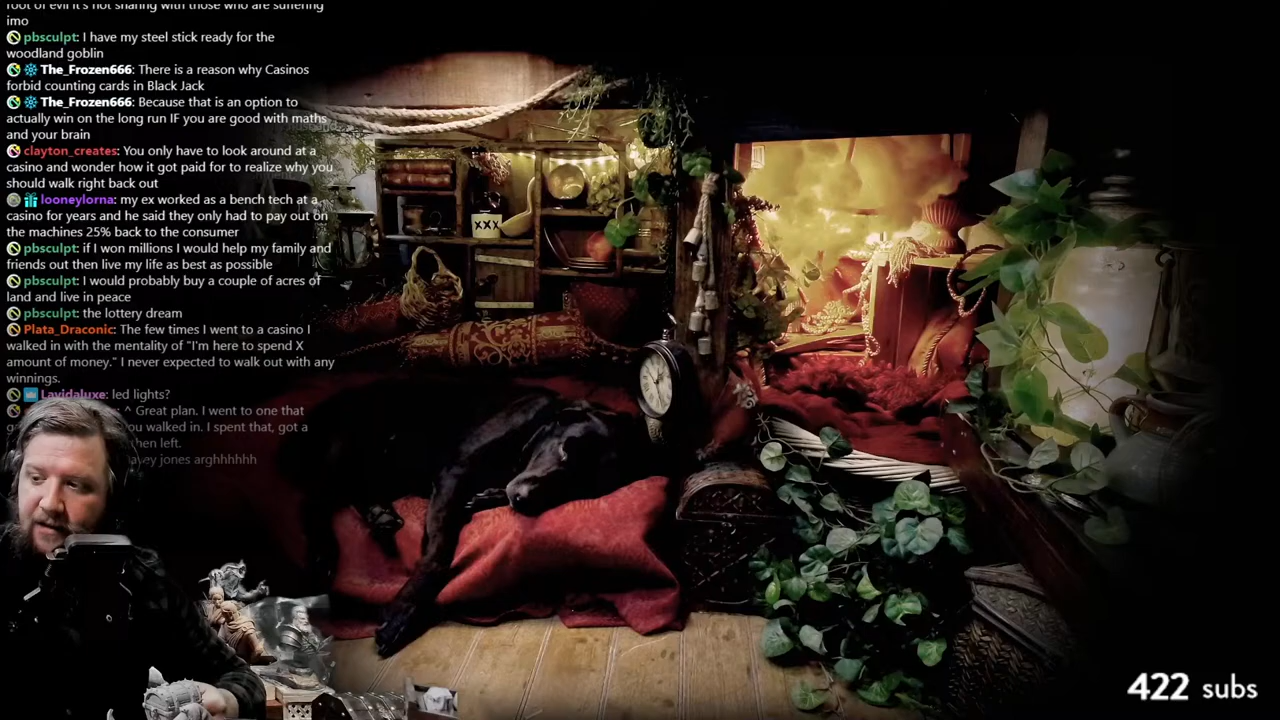 root of evil it's not sharing with those who are suffering
imo
pbsculpt: I have my steel stick ready for the
woodland goblin
The_Frozen666: There is a reason why Casinos
forbid counting cards in Black Jack
The_Frozen666: Because that is an option to
actually win on the long run IF you are good with maths
and your brain
clayton_creates: You only have to look around at a
casino and wonder how it got paid for to realize why you
should walk right back out
looneylorna: my ex worked as a bench tech at a
casino for years and he said they only had to pay out on
the machines 25% back to the consumer
pbsculpt: if I won millions I would help my family and
friends out then live my life as best as possible
pbsculpt: I would probably buy a couple of acres of
land and live in peace
pbsculpt: the lottery dream
Plata_Draconic: The few times I went to a casino I
walked in with the mentality of "I'm here to spend X
amount of money." I never expected to walk out with any
winnings.
Lavidaluxe: led lights?
^ Great plan. I went to one that
you walked in. I spent that, got a
then left.
davey jones arghhhhhh
XXX
422 subs